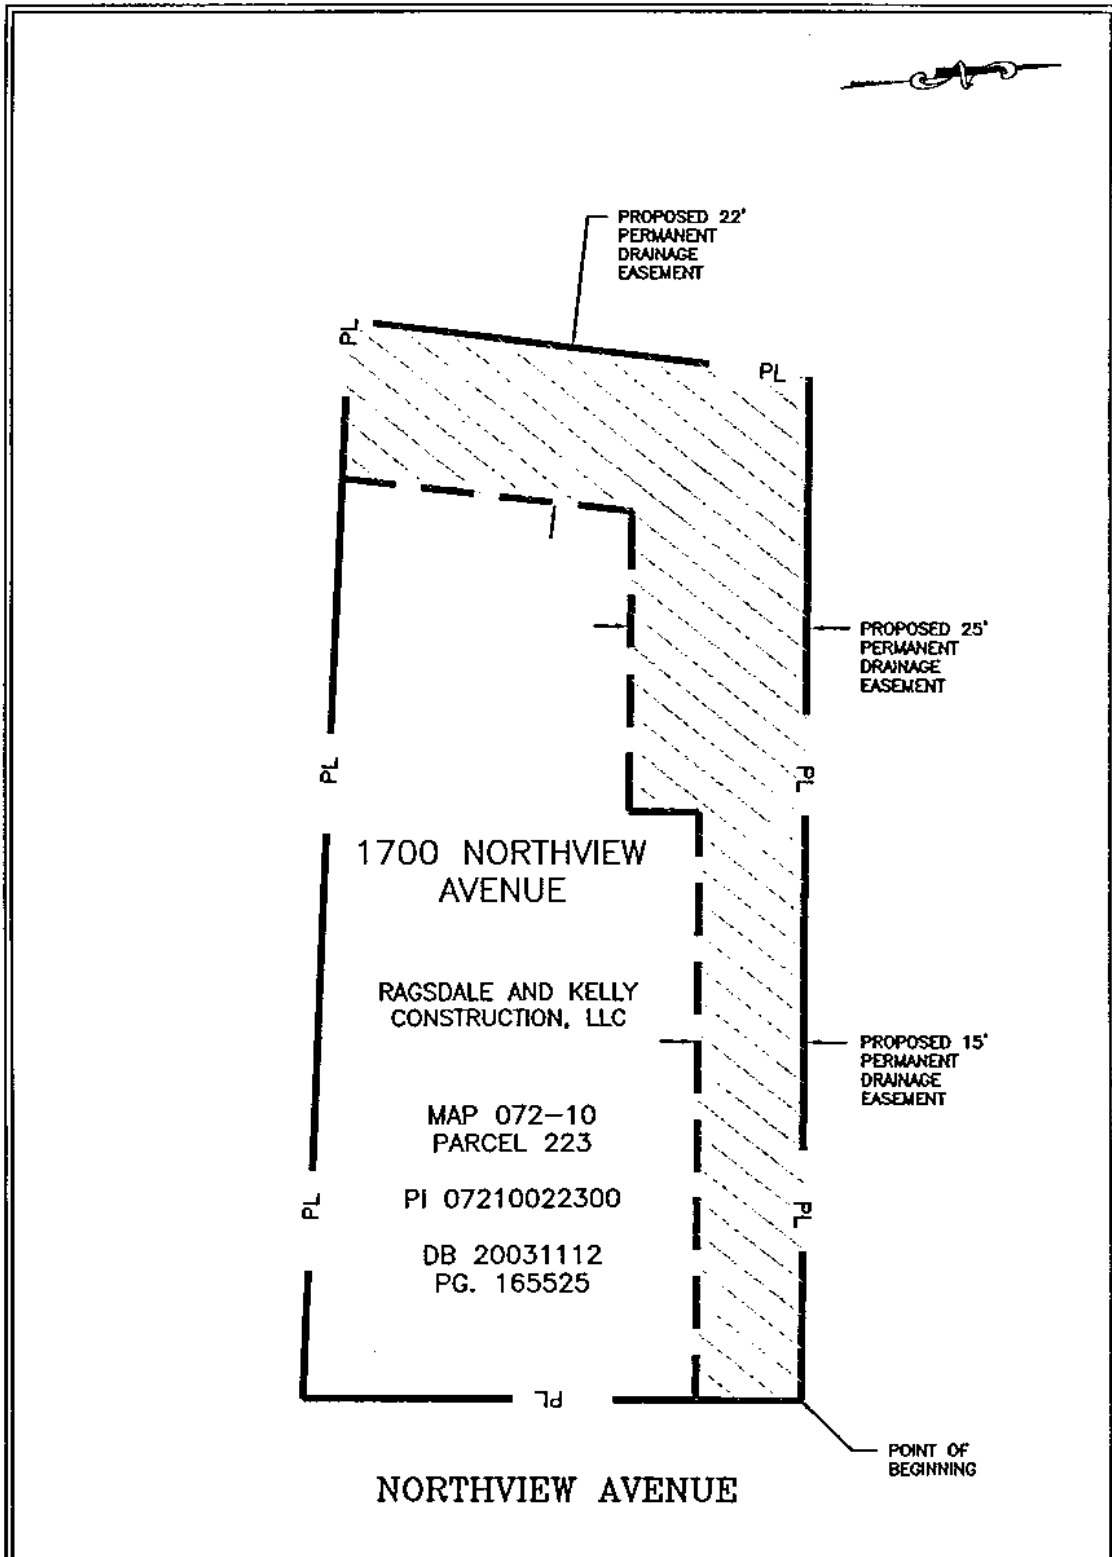 PROPOSED 22'
PERMANENT
DRAINAGE
EASEMENT
PL
PL
PROPOSED 25'
PERMANENT
DRAINAGE
EASEMENT
PL
PL
1700 NORTHVIEW
AVENUE
RAGSDALE AND KELLY
CONSTRUCTION, LLC
PROPOSED 15'
PERMANENT
DRAINAGE
EASEMENT
MAP 072-10
PARCEL 223
PL
PL
PI 07210022300
DB 20031112
PG. 165525
PL
POINT OF
BEGINNING
NORTHVIEW AVENUE